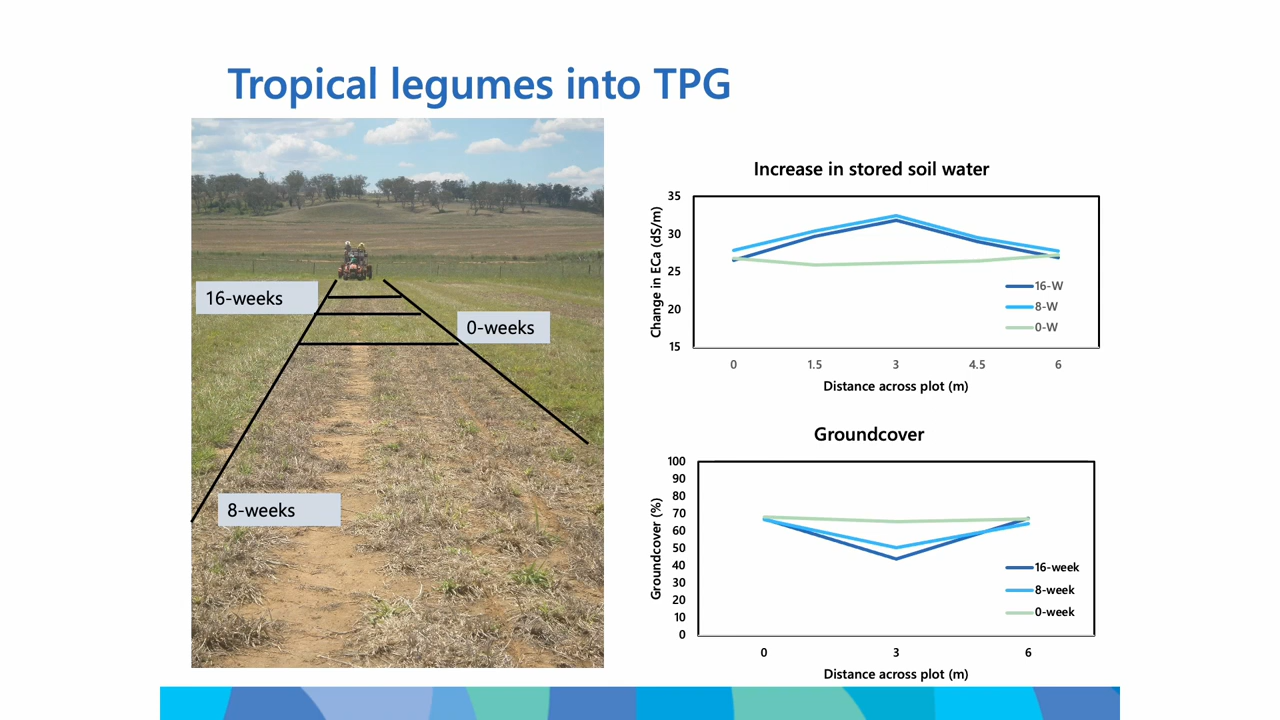 Tropical legumes into TPG
16-weeks
0-weeks
8-weeks
Increase in stored soil water
Change in ECa (dS/m)
35
30
25
20
15
16-W
8-W
0-W
0 1.5 3 4.5 6
Distance across plot (m)
Groundcover
Groundcover (%)
100
90
80
70
60
50
40
30
20
10
0
16-week
8-week
0-week
0 3 6
Distance across plot (m)